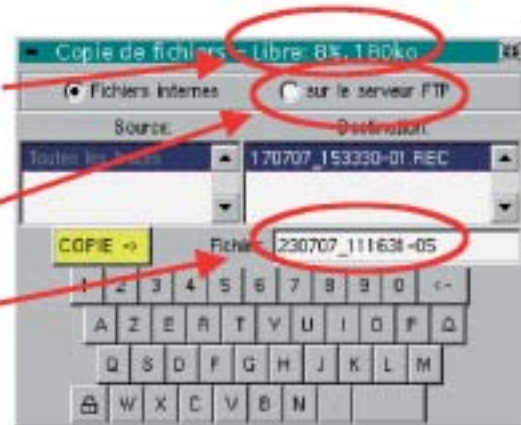 Copie de fichiers - Libre: 8%, 180ko
Fichiers internes sur le serveur FTP
Source: Destination:
Toutes les traces 170707_153330-01.REC
COPIE -> Fichier: 230707_111631-05
1 2 3 4 5 6 7 8 9 0 <-
A Z E R T Y U I O P
Q S D F G H J K L M
W X C V B N .